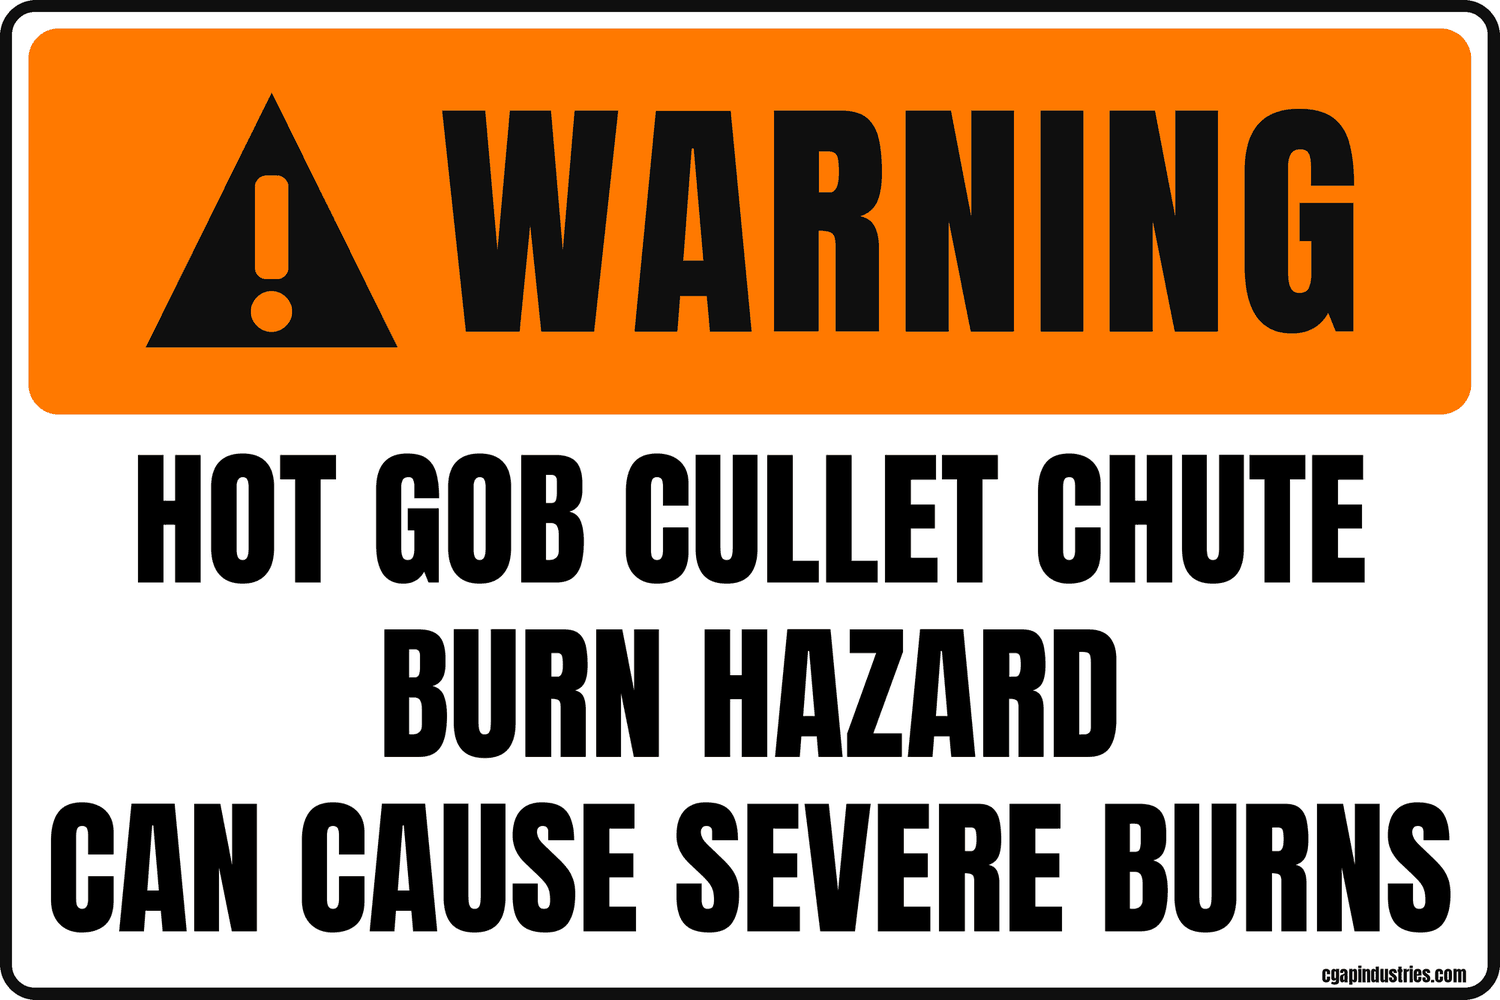 WARNING
HOT GOB CULLET CHUTE
BURN HAZARD
CAN CAUSE SEVERE BURNS
cgapindustries.com